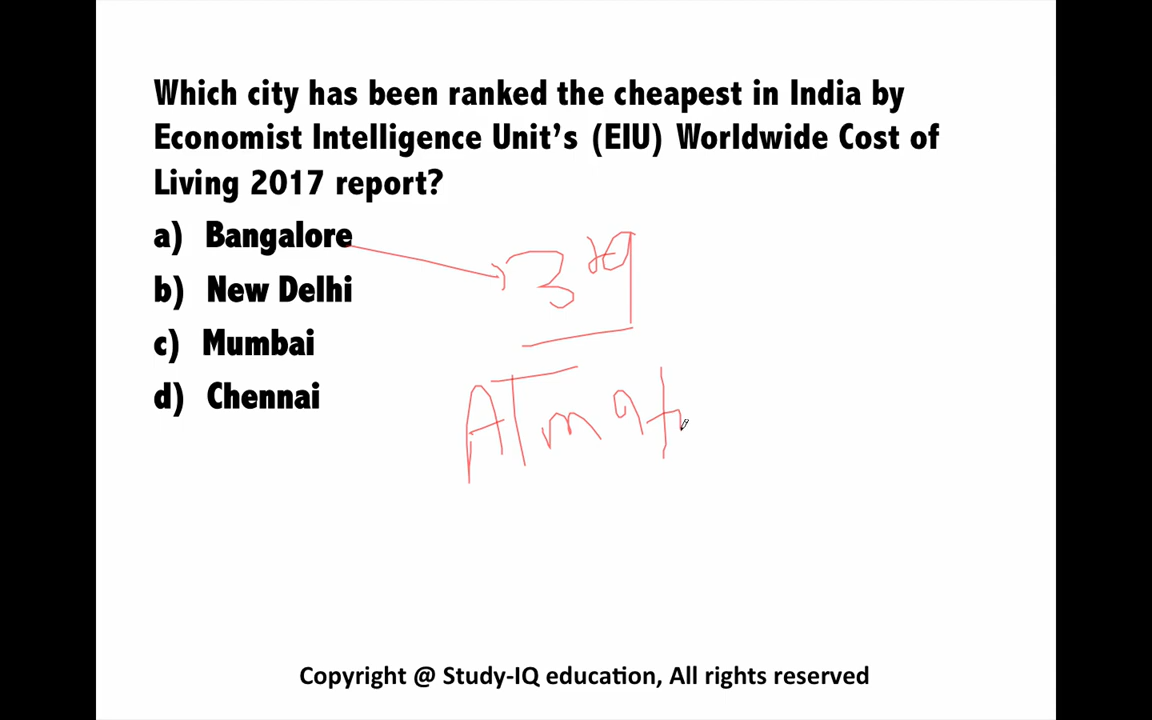 Which city has been ranked the cheapest in India by
Economist Intelligence Unit's (EIU) Worldwide Cost of
Living 2017 report?
a) Bangalore
b) New Delhi
c) Mumbai
d) Chennai
3
Copyright @ Study-IQ education, All rights reserved